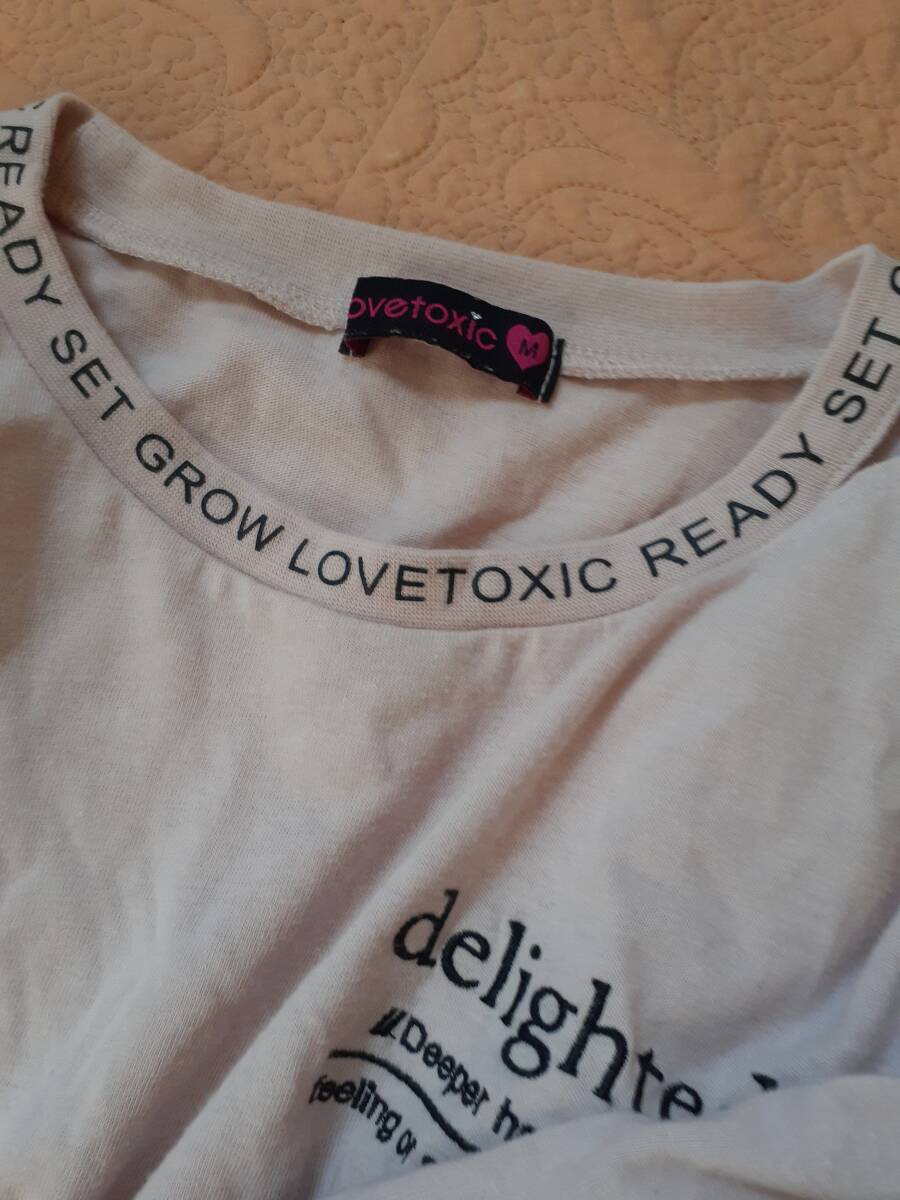 READY SET GROW LOVETOXIC READY SET
ovetoxic M
delighte
Deeper
feeling